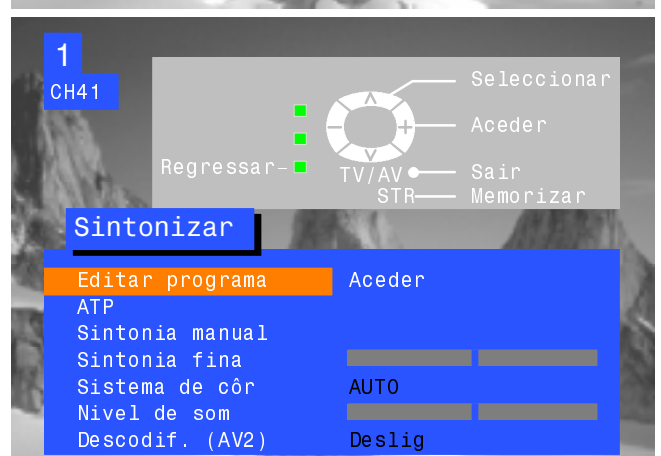 1
CH41
Seleccionar
Aceder
Regressar
TV/AV Sair
STR Memorizar
Sintonizar
Editar programa Aceder
ATP
Sintonia manual
Sintonia fina
Sistema de côr AUTO
Nivel de som
Descodif. (AV2) Deslig